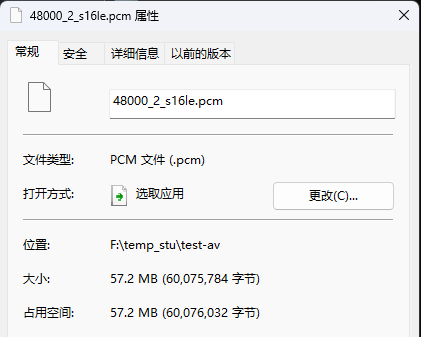 48000_2_s16le.pcm 属性
常规 安全 详细信息 以前的版本
48000_2_s16le.pcm
文件类型: PCM 文件 (.pcm)
打开方式: 选取应用 更改(C)...
位置: F:\temp_stu\test-av
大小: 57.2 MB (60,075,784 字节)
占用空间: 57.2 MB (60,076,032 字节)